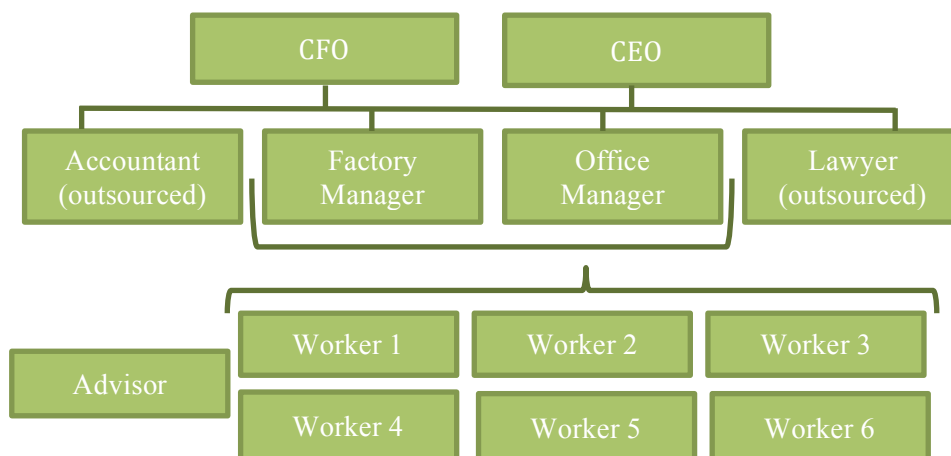 CFO
CEO
Accountant
(outsourced)
Factory
Manager
Office
Manager
Lawyer
(outsourced)
Worker 1
Worker 2
Worker 3
Advisor
Worker 4
Worker 5
Worker 6